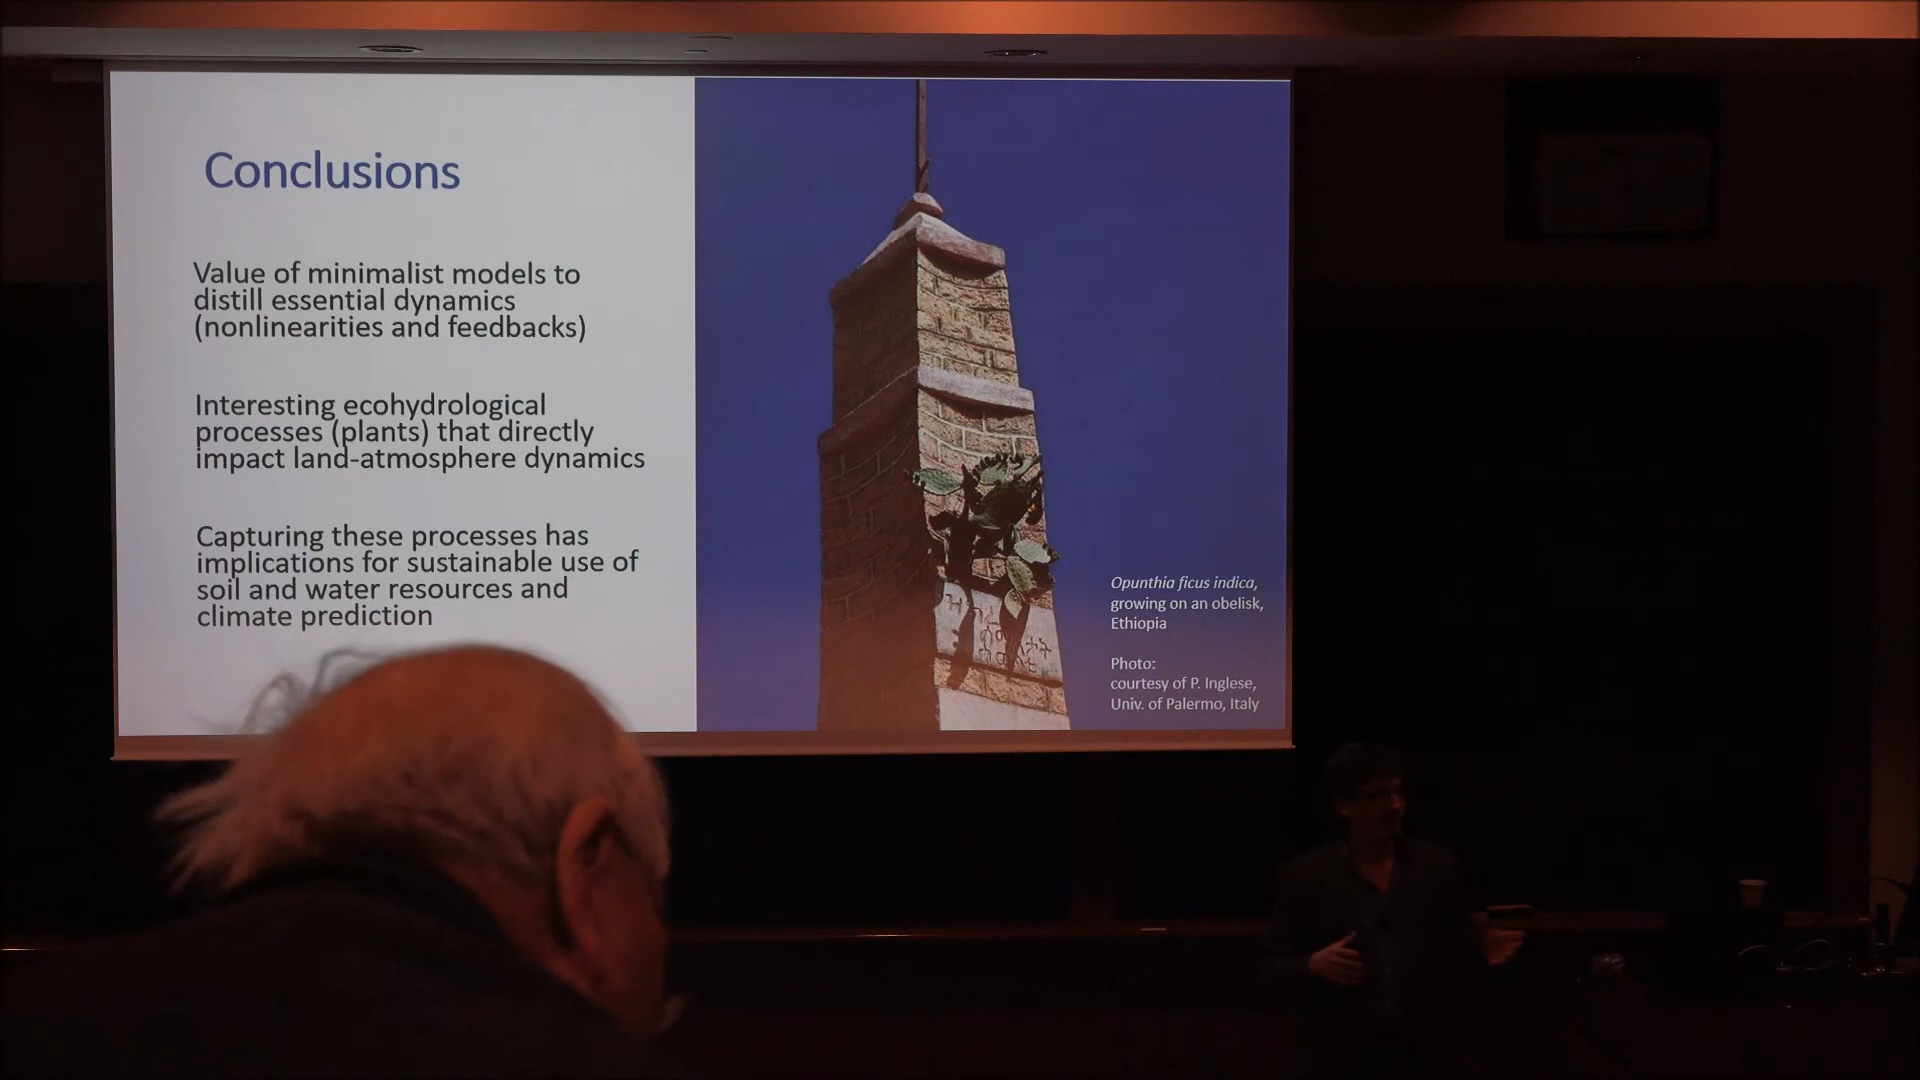 Conclusions
Value of minimalist models to
distill essential dynamics
(nonlinearities and feedbacks)
Interesting ecohydrological
processes (plants) that directly
impact land-atmosphere dynamics
Capturing these processes has
implications for sustainable use of
soil and water resources and
climate prediction
Opunthia ficus indica,
growing on an obelisk,
Ethiopia
Photo:
courtesy of P. Inglese,
Univ. of Palermo, Italy